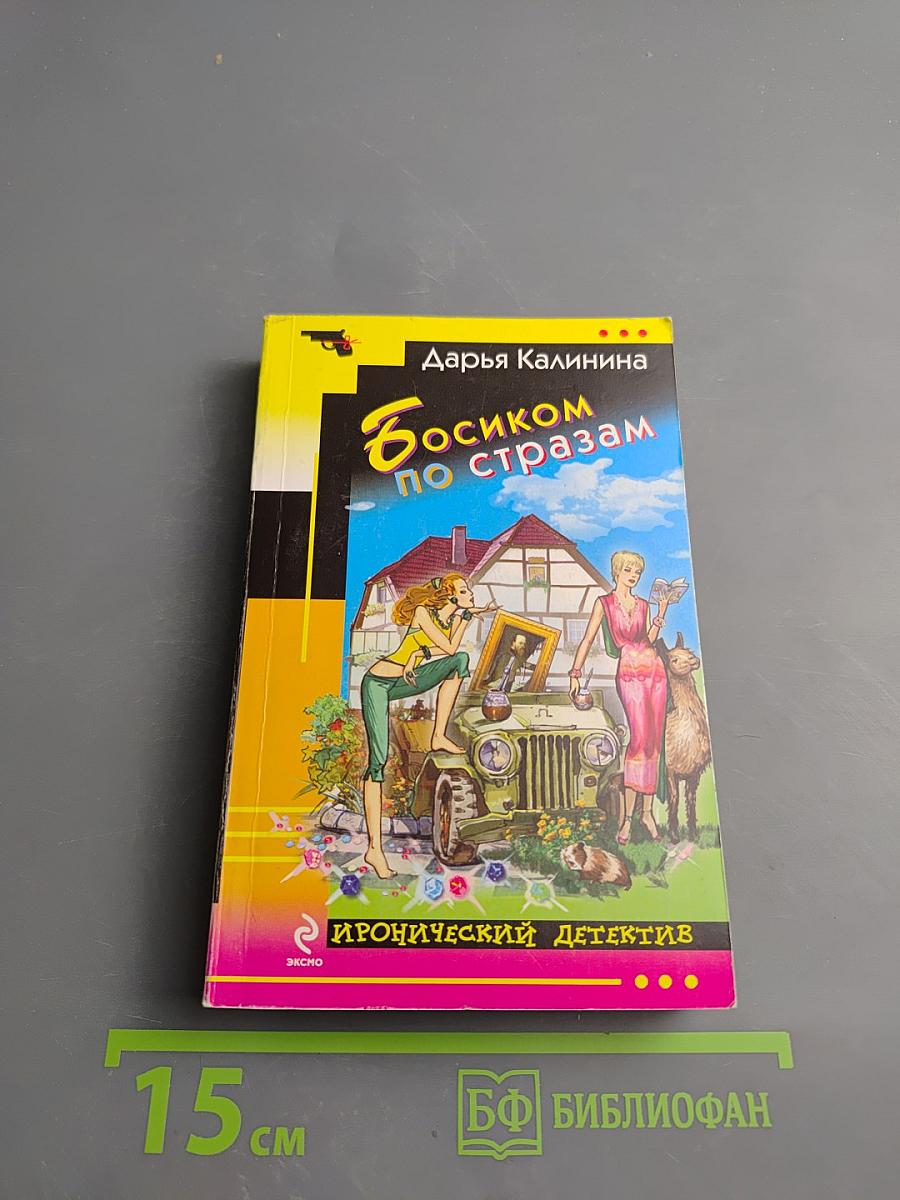 Дарья Калинина
Босиком
по стразам
ИРОНИЧЕСКИЙ ДЕТЕКТИВ
ЭКСМО
15 см
БФ БИБЛИОФАН